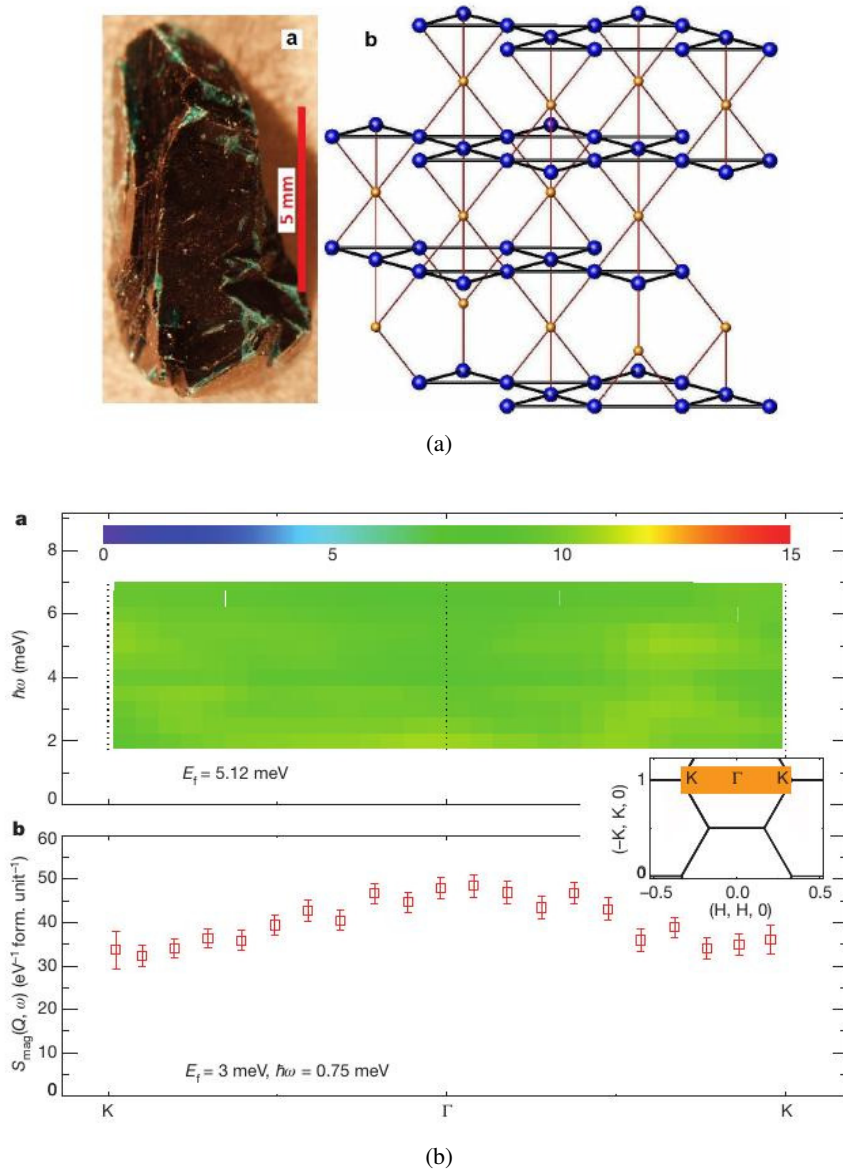 a
5 mm
b
(a)
a
0 5 10 15
8
6
4
2
0
ħω (meV)
E_f = 5.12 meV
K Γ K
1
0
(–K, K, 0)
–0.5 0.0 0.5
(H, H, 0)
b
60
50
40
30
20
10
0
S_mag(Q, ω) (eV⁻¹ form. unit⁻¹)
E_f = 3 meV, ħω = 0.75 meV
K Γ K
(b)